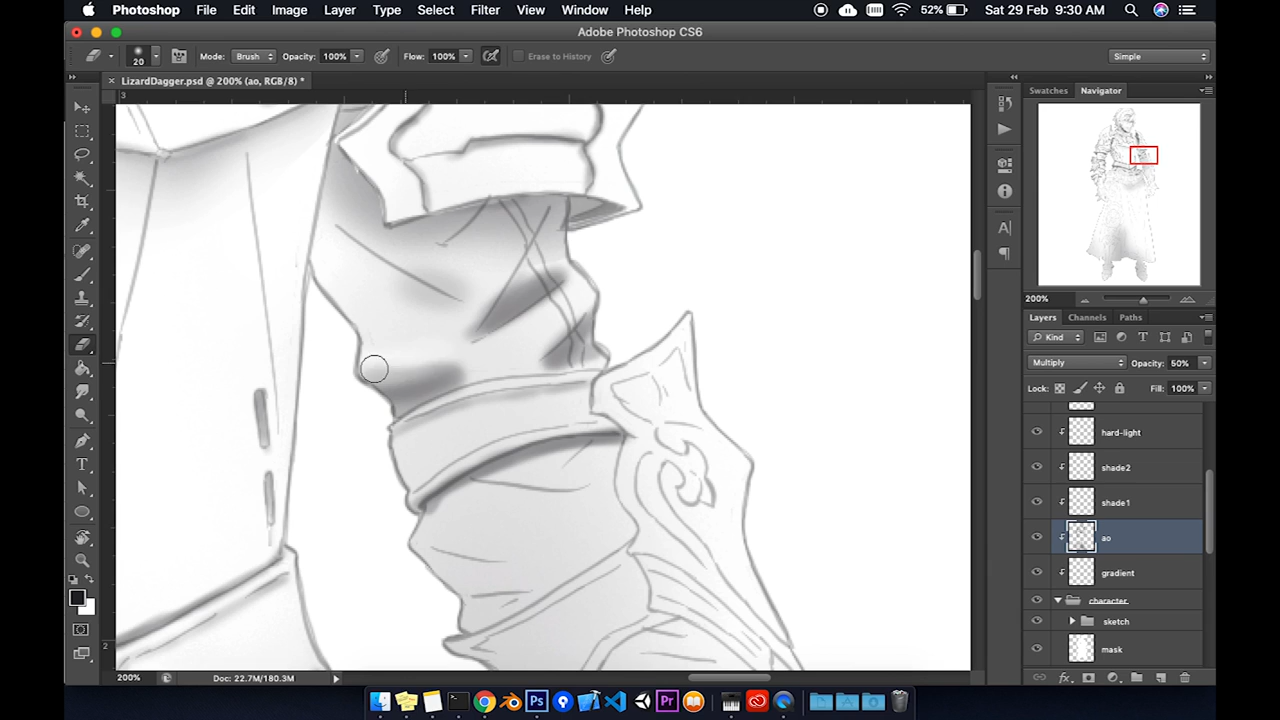 Photoshop File Edit Image Layer Type Select Filter View Window Help 52% Sat 29 Feb 9:30 AM
Adobe Photoshop CS6
20 Mode: Brush Opacity: 100% Flow: 100% Erase to History Simple
× LizardDagger.psd @ 200% (ao, RGB/8) *
Swatches Navigator
3
200%
Layers Channels Paths
Kind
Multiply Opacity: 50%
Lock: Fill: 100%
hard-light
shade2
shade1
ao
gradient
character
sketch
mask
2
200% Doc: 22.7M/180.3M